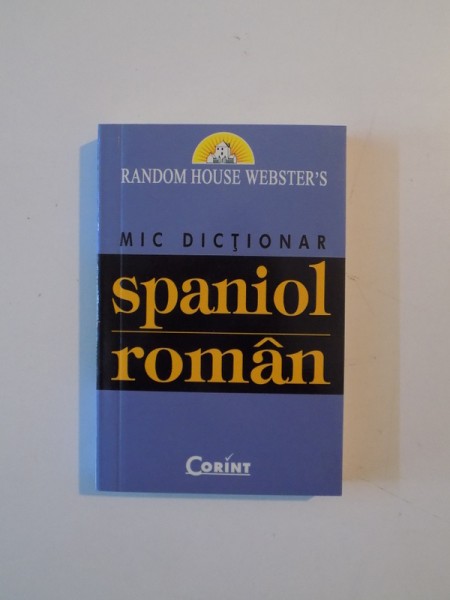 RANDOM HOUSE WEBSTER'S
MIC DICŢIONAR
spaniol
român
CORINT